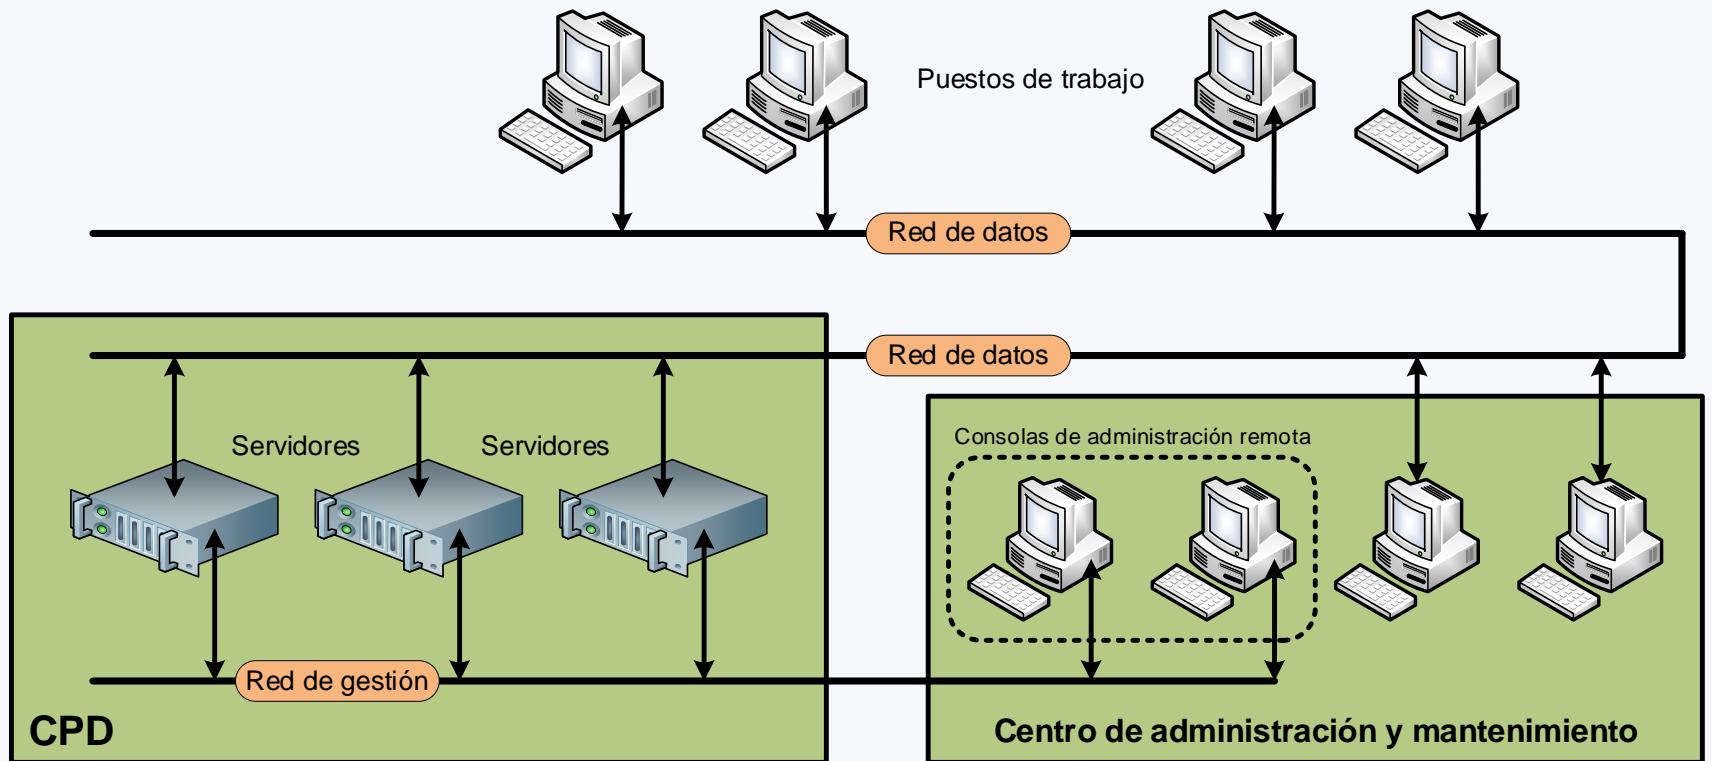 Puestos de trabajo
Red de datos
Red de datos
Servidores
Servidores
Consolas de administración remota
Red de gestión
CPD
Centro de administración y mantenimiento